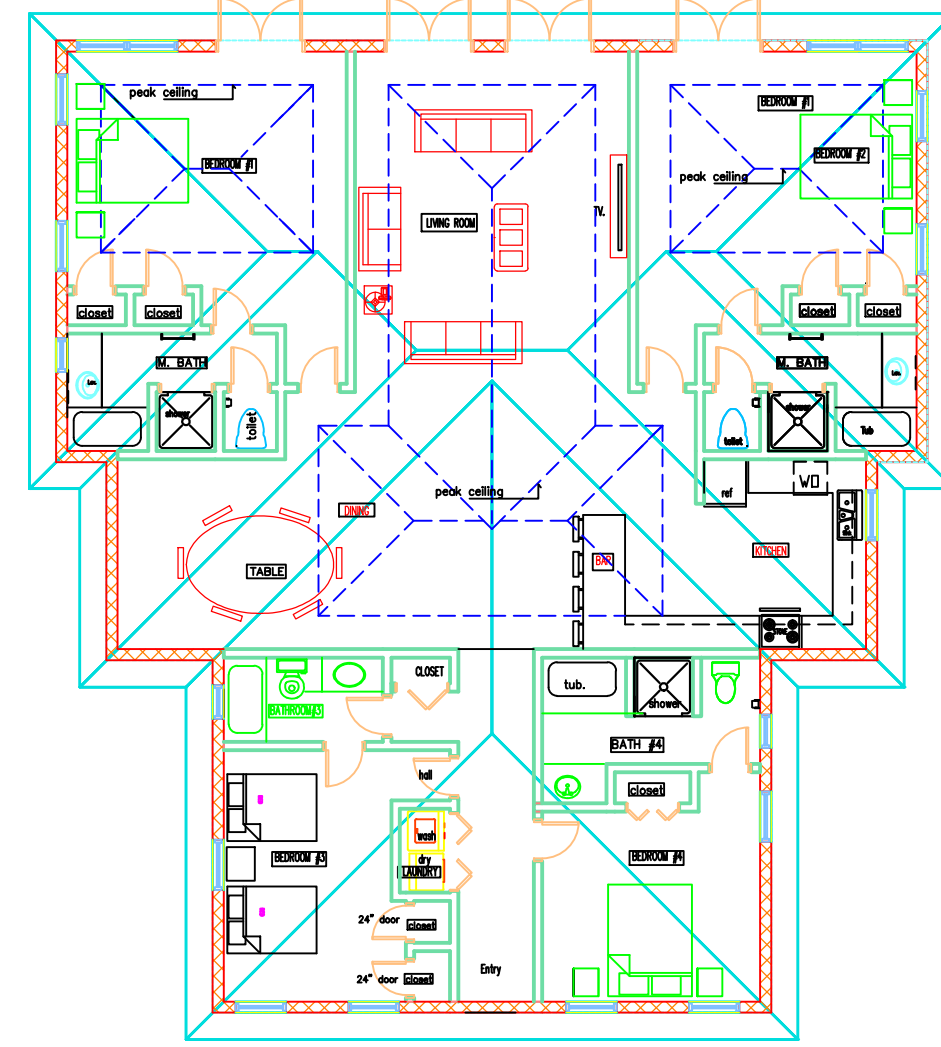 peak ceiling
BEDROOM #1
BEDROOM #1
BEDROOM #2
peak ceiling
LIVING ROOM
TV.
closet
closet
closet
closet
M. BATH
M. BATH
shower
toilet
toilet
shower
Tub
peak ceiling
ref
WD
DINING
TABLE
BAR
KITCHEN
STOVE
CLOSET
BATHROOM#3
tub.
shower
BATH #4
hall
closet
wash
dry
LAUNDRY
BEDROOM #3
BEDROOM #4
24" door
closet
Entry
24" door
closet